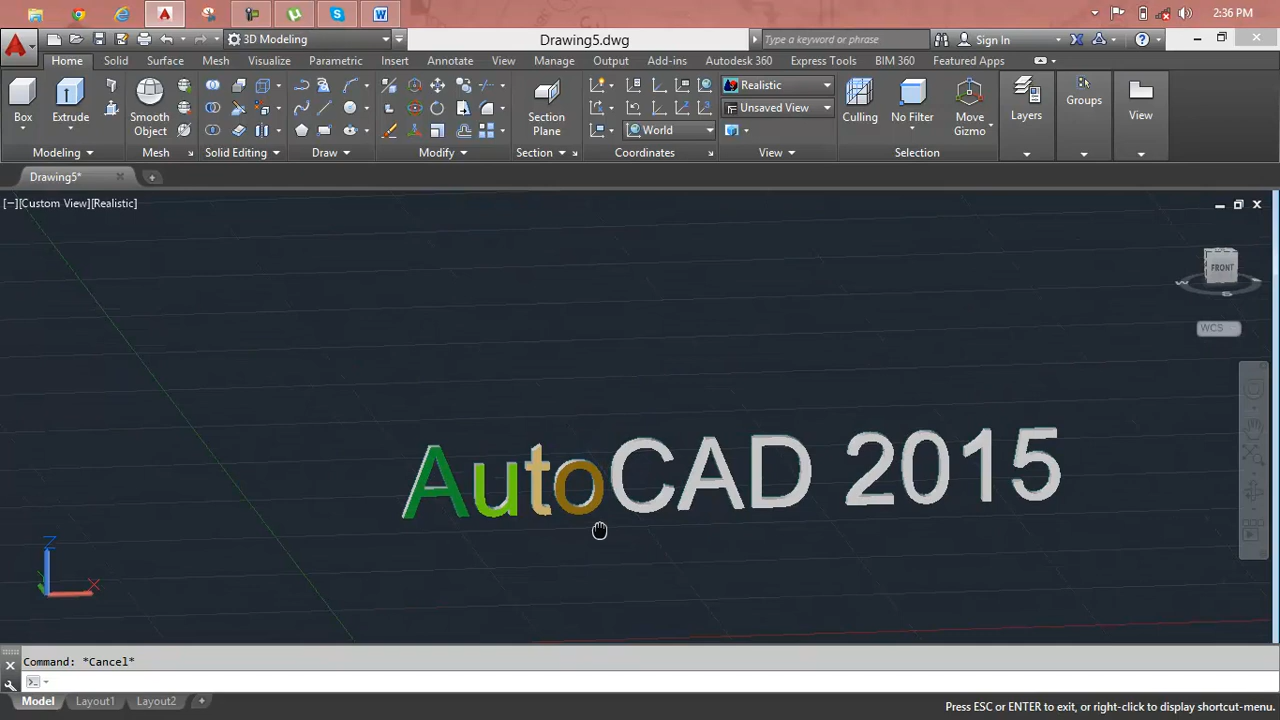 2:36 PM
3D Modeling
Drawing5.dwg
Type a keyword or phrase
Sign In
Home Solid Surface Mesh Visualize Parametric Insert Annotate View Manage Output Add-ins Autodesk 360 Express Tools BIM 360 Featured Apps
Realistic
Unsaved View
World
Box Extrude Smooth Object Section Plane Culling No Filter Move Gizmo Layers Groups View
Modeling Mesh Solid Editing Draw Modify Section Coordinates View Selection
Drawing5*
[−][Custom View][Realistic]
FRONT
W
S
WCS
AutoCAD 2015
Z
X
Command: *Cancel*
Model Layout1 Layout2
Press ESC or ENTER to exit, or right-click to display shortcut-menu.